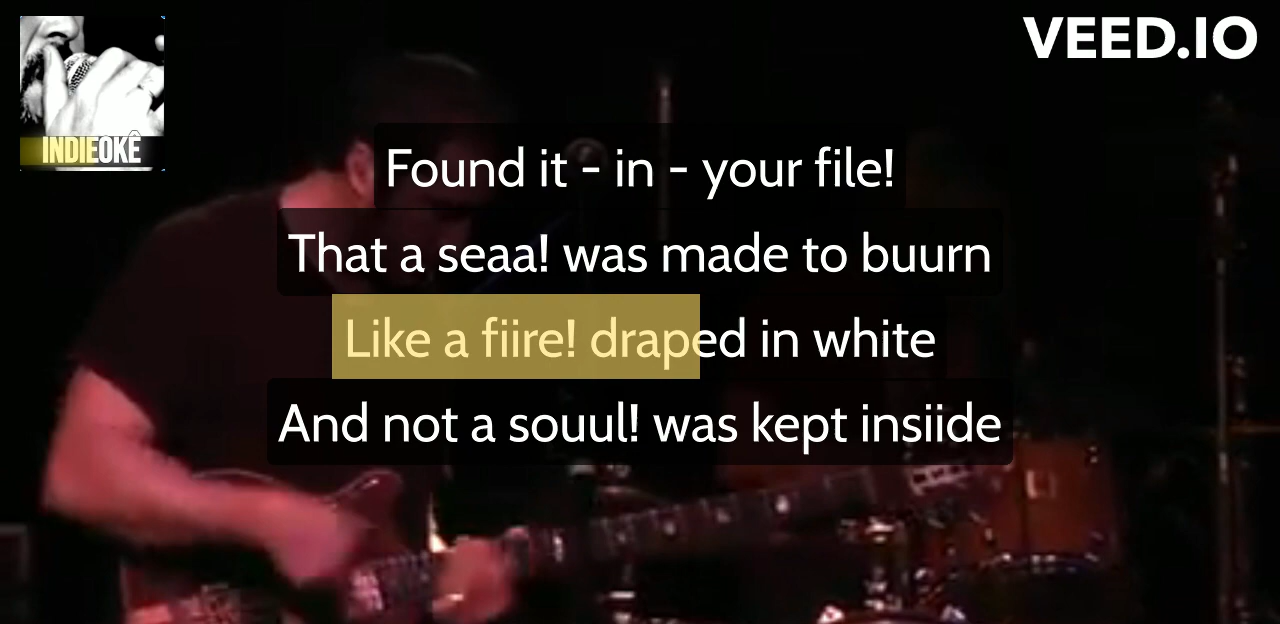 VEED.IO
INDIEOKÊ
Found it - in - your file!
That a seaa! was made to buurn
Like a fiire! draped in white
And not a souul! was kept insiide